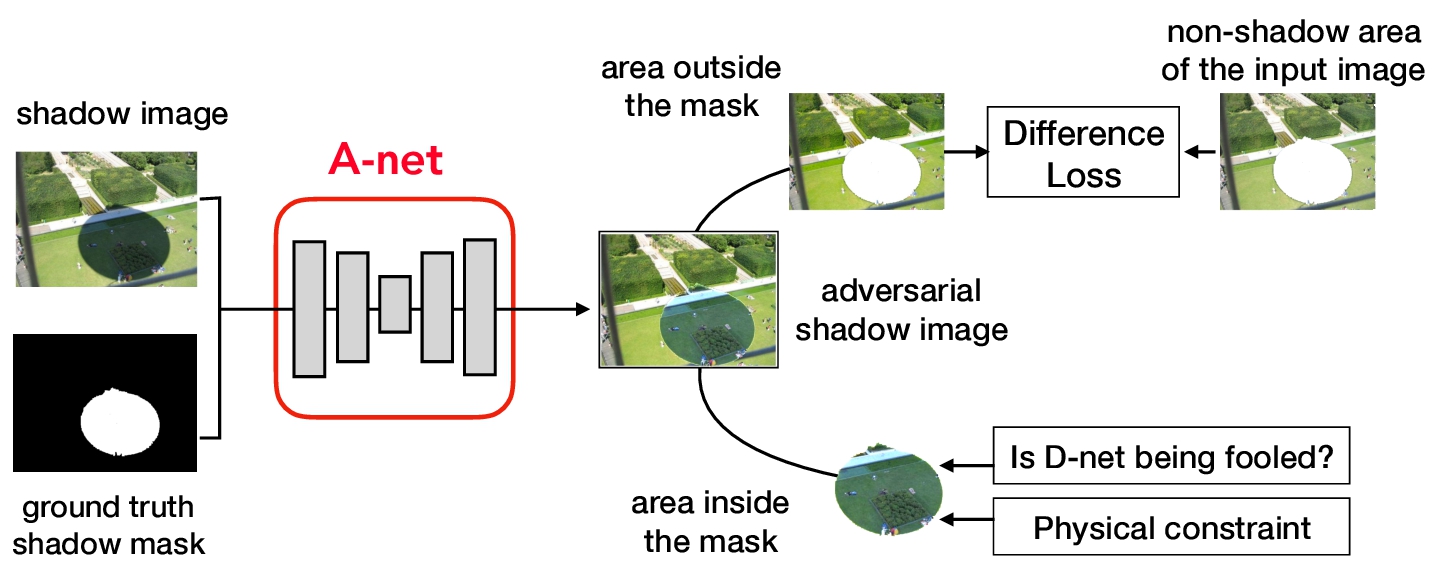 shadow image
A-net
area outside
the mask
Difference
Loss
non-shadow area
of the input image
adversarial
shadow image
ground truth
shadow mask
area inside
the mask
Is D-net being fooled?
Physical constraint